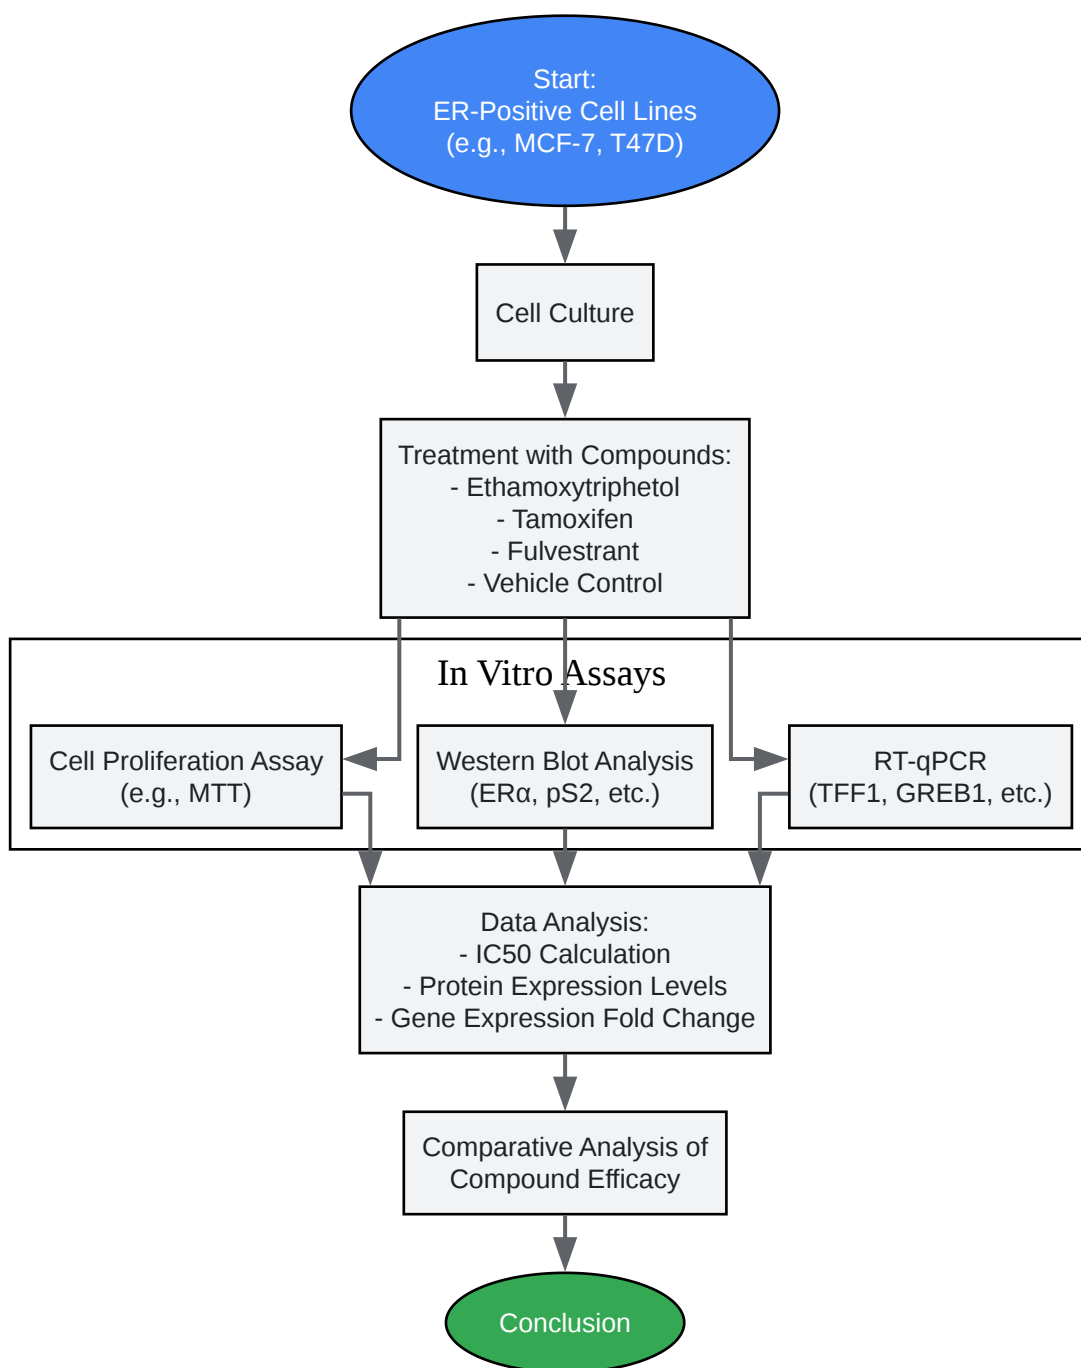 Start:
ER-Positive Cell Lines
(e.g., MCF-7, T47D)
Cell Culture
Treatment with Compounds:
- Ethamoxytriphetol
- Tamoxifen
- Fulvestrant
- Vehicle Control
In Vitro Assays
Cell Proliferation Assay
(e.g., MTT)
Western Blot Analysis
(ERα, pS2, etc.)
RT-qPCR
(TFF1, GREB1, etc.)
Data Analysis:
- IC50 Calculation
- Protein Expression Levels
- Gene Expression Fold Change
Comparative Analysis of
Compound Efficacy
Conclusion